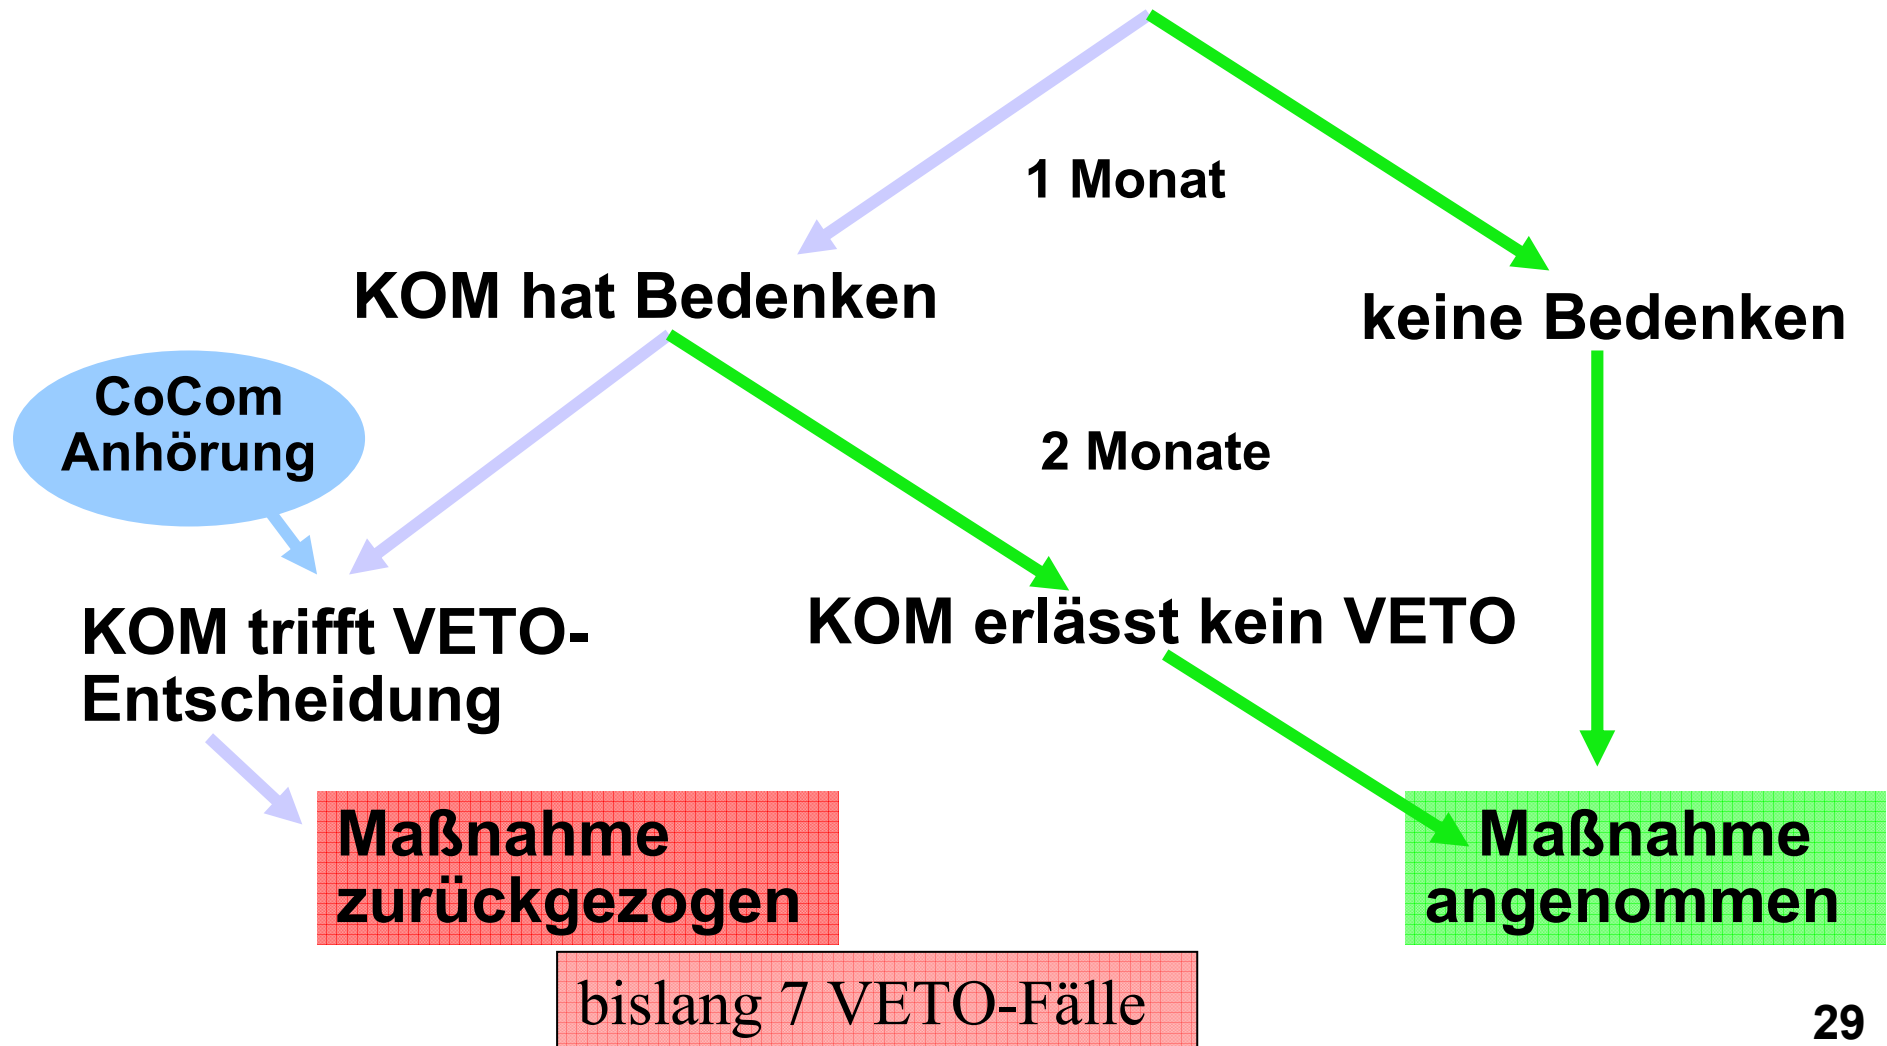 1 Monat
KOM hat Bedenken
keine Bedenken
CoCom
Anhörung
2 Monate
KOM trifft VETO-
Entscheidung
KOM erlässt kein VETO
Maßnahme
zurückgezogen
Maßnahme
angenommen
bislang 7 VETO-Fälle
29